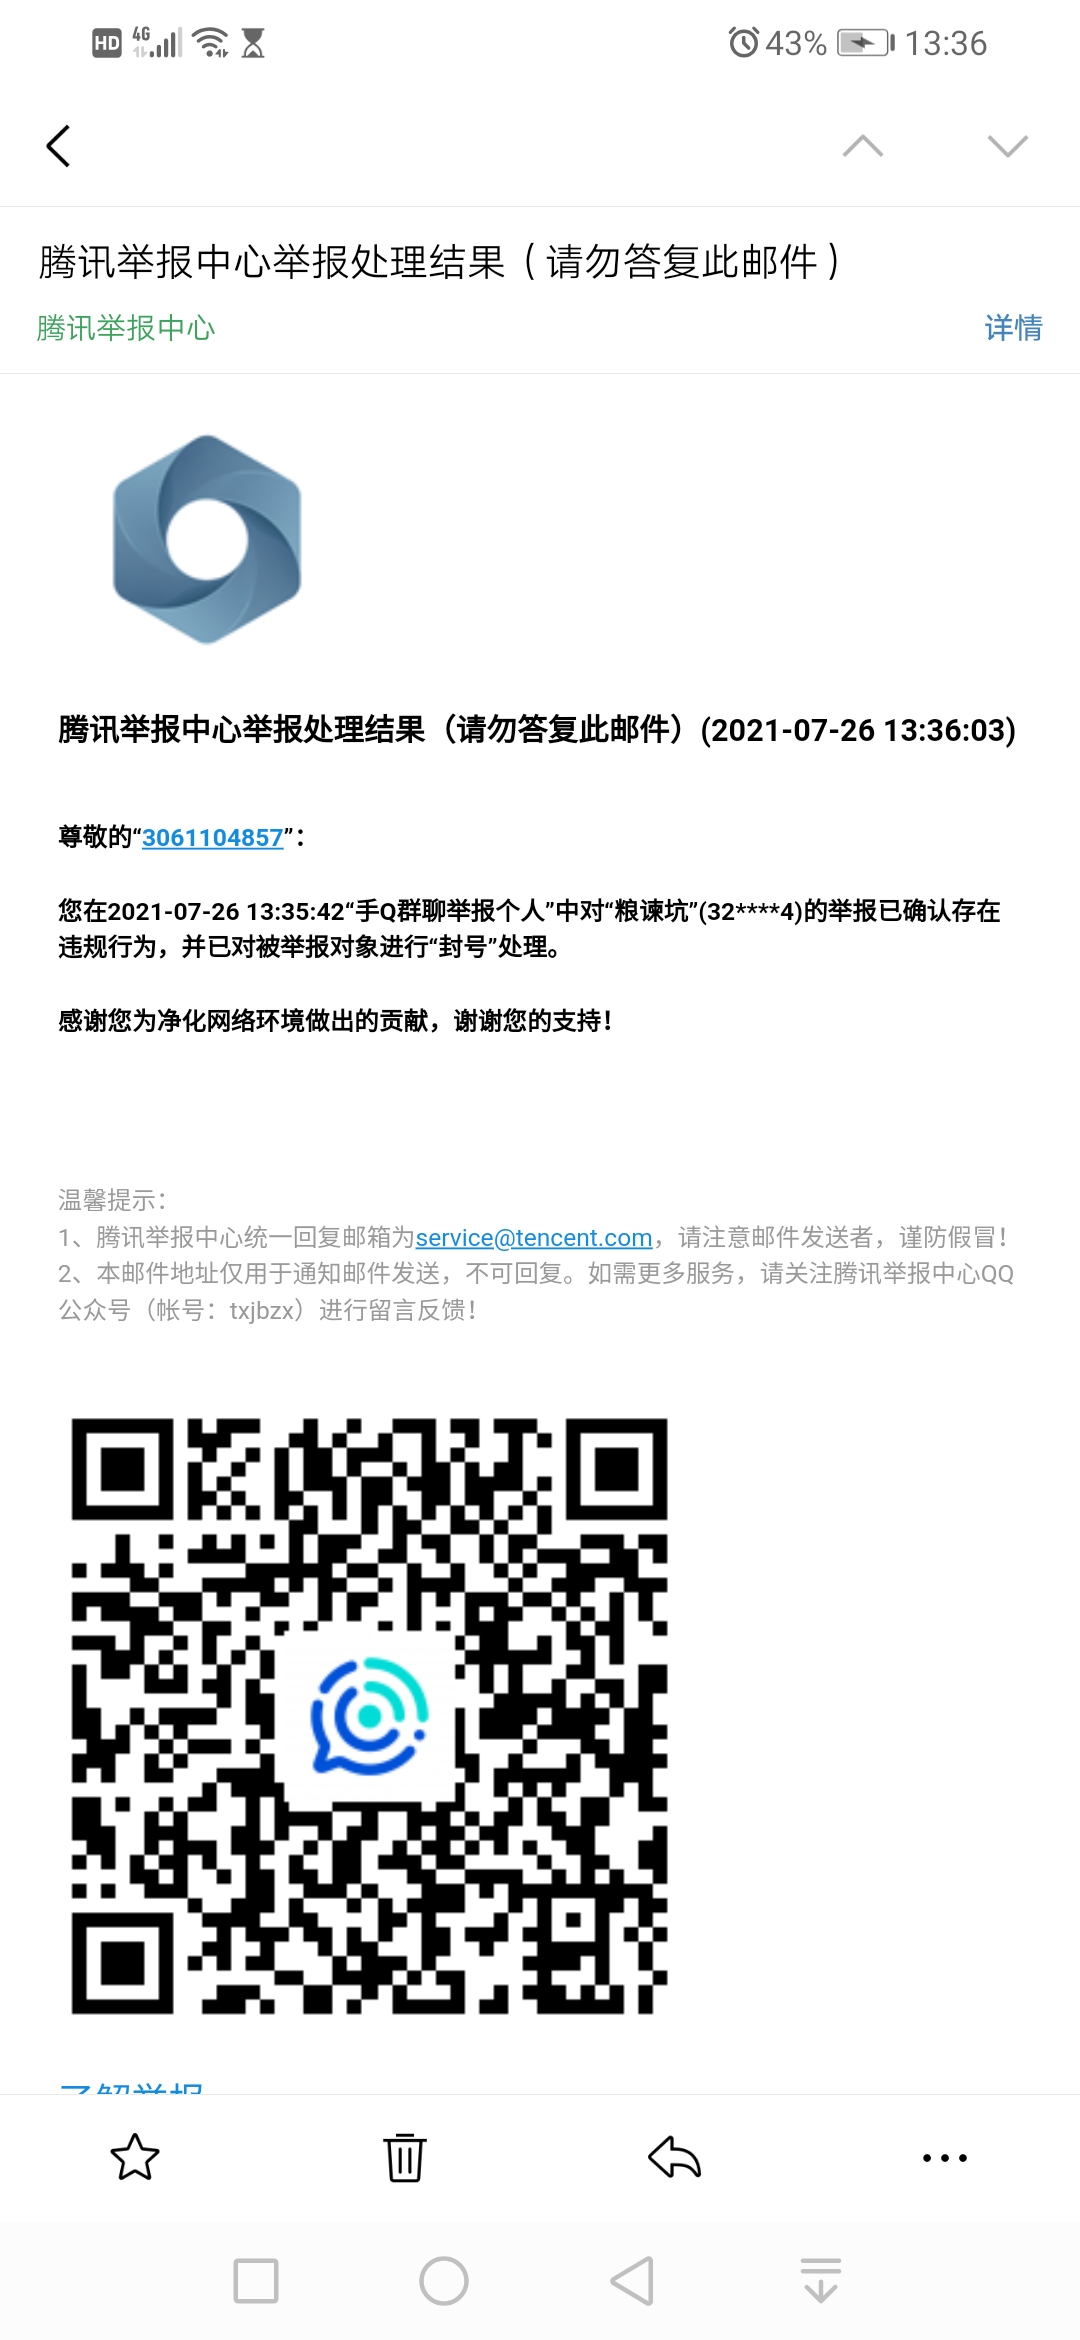 HD 4G 43% 13:36
腾讯举报中心举报处理结果（请勿答复此邮件）
腾讯举报中心 详情
腾讯举报中心举报处理结果（请勿答复此邮件）(2021-07-26 13:36:03)
尊敬的“3061104857”：
您在2021-07-26 13:35:42“手Q群聊举报个人”中对“粮谏坑”(32****4)的举报已确认存在
违规行为，并已对被举报对象进行“封号”处理。
感谢您为净化网络环境做出的贡献，谢谢您的支持！
温馨提示：
1、腾讯举报中心统一回复邮箱为service@tencent.com，请注意邮件发送者，谨防假冒！
2、本邮件地址仅用于通知邮件发送，不可回复。如需更多服务，请关注腾讯举报中心QQ
公众号（帐号：txjbzx）进行留言反馈！
了解举报